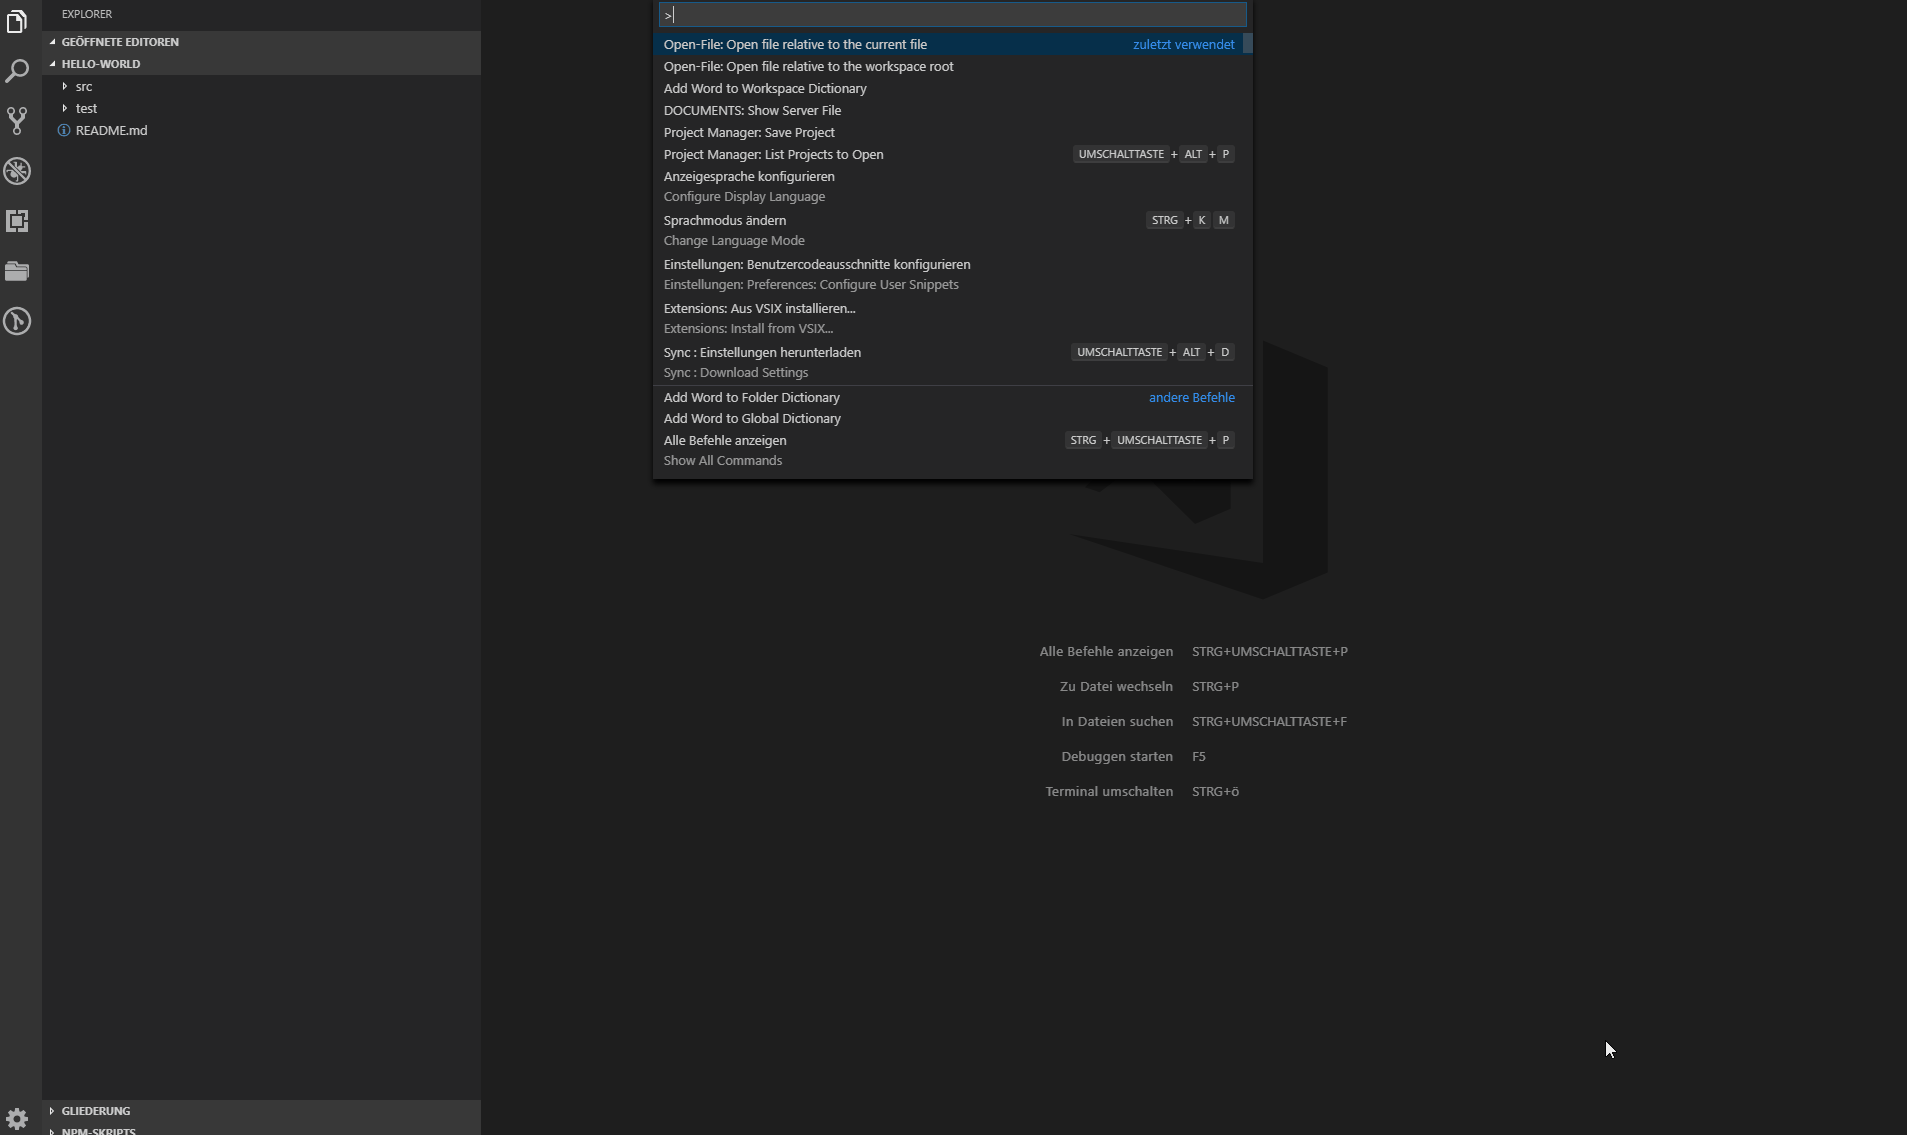 EXPLORER
GEÖFFNETE EDITOREN
HELLO-WORLD
src
test
README.md
GLIEDERUNG
NPM-SKRIPTS
>
Open-File: Open file relative to the current file zuletzt verwendet
Open-File: Open file relative to the workspace root
Add Word to Workspace Dictionary
DOCUMENTS: Show Server File
Project Manager: Save Project
Project Manager: List Projects to Open UMSCHALTTASTE + ALT + P
Anzeigesprache konfigurieren
Configure Display Language
Sprachmodus ändern STRG + K M
Change Language Mode
Einstellungen: Benutzercodeausschnitte konfigurieren
Einstellungen: Preferences: Configure User Snippets
Extensions: Aus VSIX installieren...
Extensions: Install from VSIX...
Sync : Einstellungen herunterladen UMSCHALTTASTE + ALT + D
Sync : Download Settings
Add Word to Folder Dictionary andere Befehle
Add Word to Global Dictionary
Alle Befehle anzeigen STRG + UMSCHALTTASTE + P
Show All Commands
Alle Befehle anzeigen STRG+UMSCHALTTASTE+P
Zu Datei wechseln STRG+P
In Dateien suchen STRG+UMSCHALTTASTE+F
Debuggen starten F5
Terminal umschalten STRG+ö